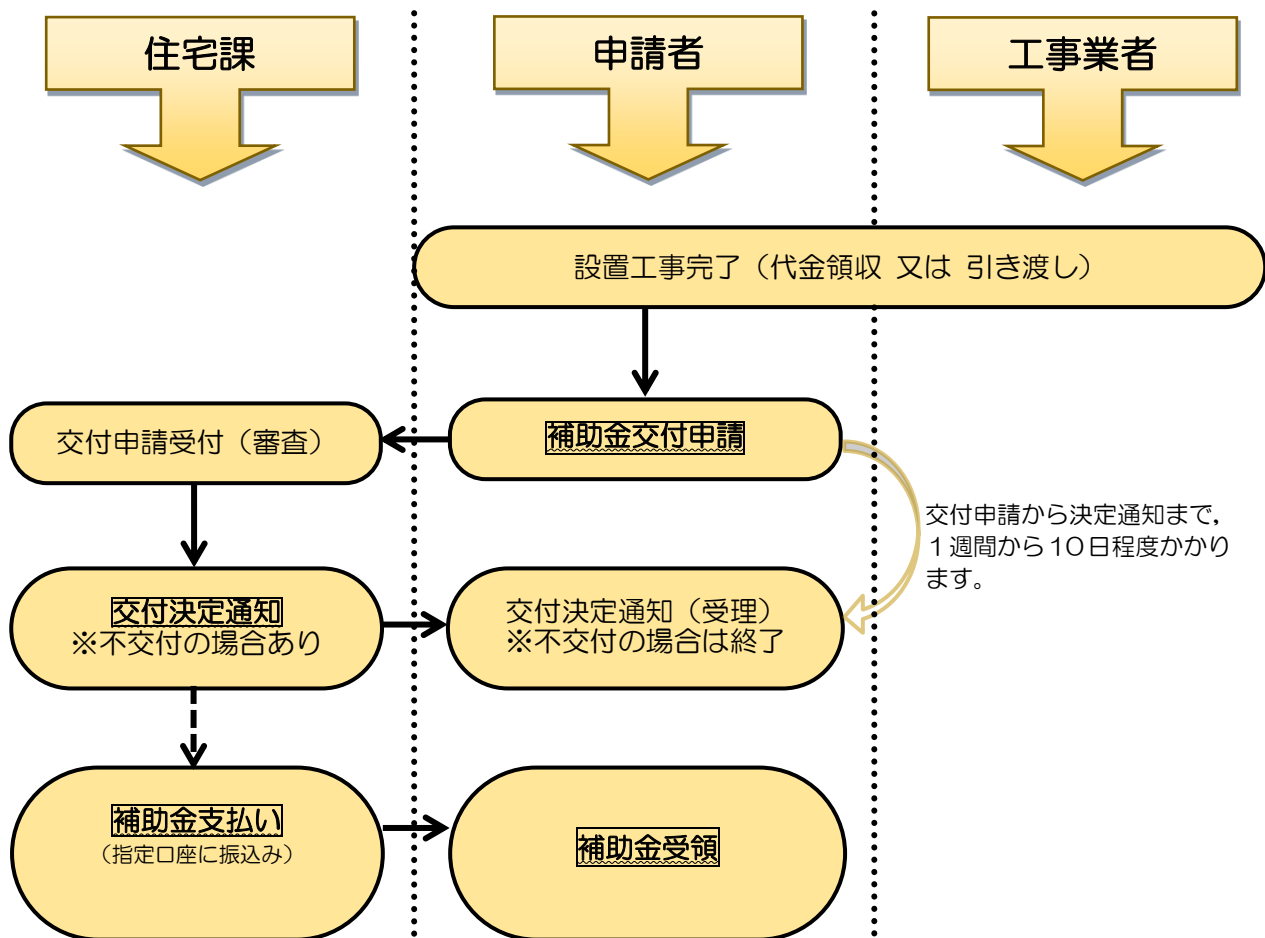 住宅課
申請者
工事業者
設置工事完了（代金領収 又は 引き渡し）
交付申請受付（審査）
補助金交付申請
交付申請から決定通知まで，
１週間から１０日程度かかり
ます。
交付決定通知
※不交付の場合あり
交付決定通知（受理）
※不交付の場合は終了
補助金支払い
（指定口座に振込み）
補助金受領